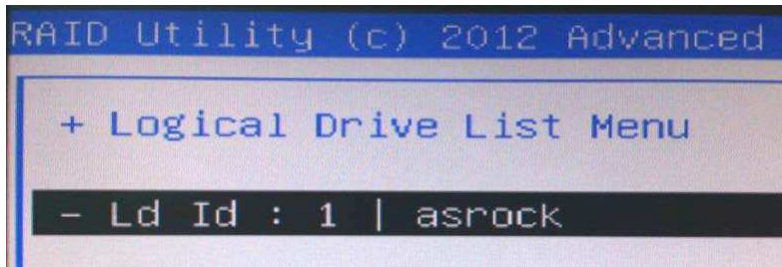 RAID Utility (c) 2012 Advanced
+ Logical Drive List Menu
- Ld Id : 1 | asrock